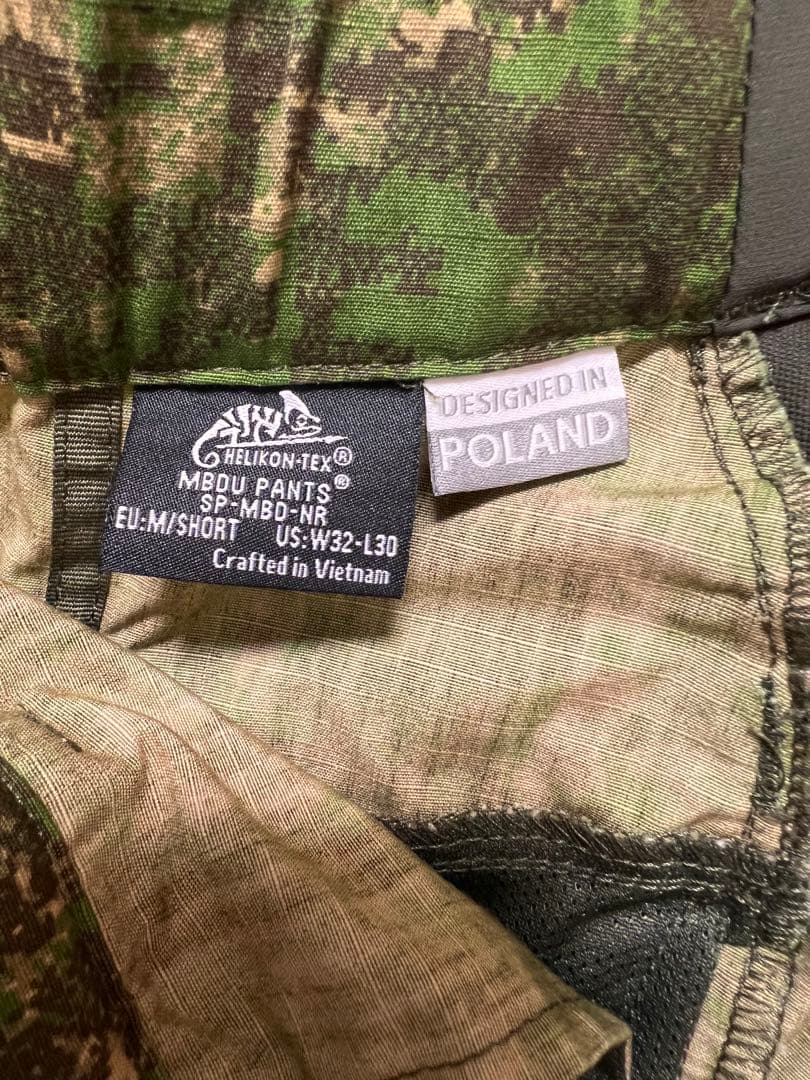 HELIKON-TEX®
MBDU PANTS®
SP-MBD-NR
EU:M/SHORT US:W32-L30
Crafted in Vietnam
DESIGNED IN
POLAND